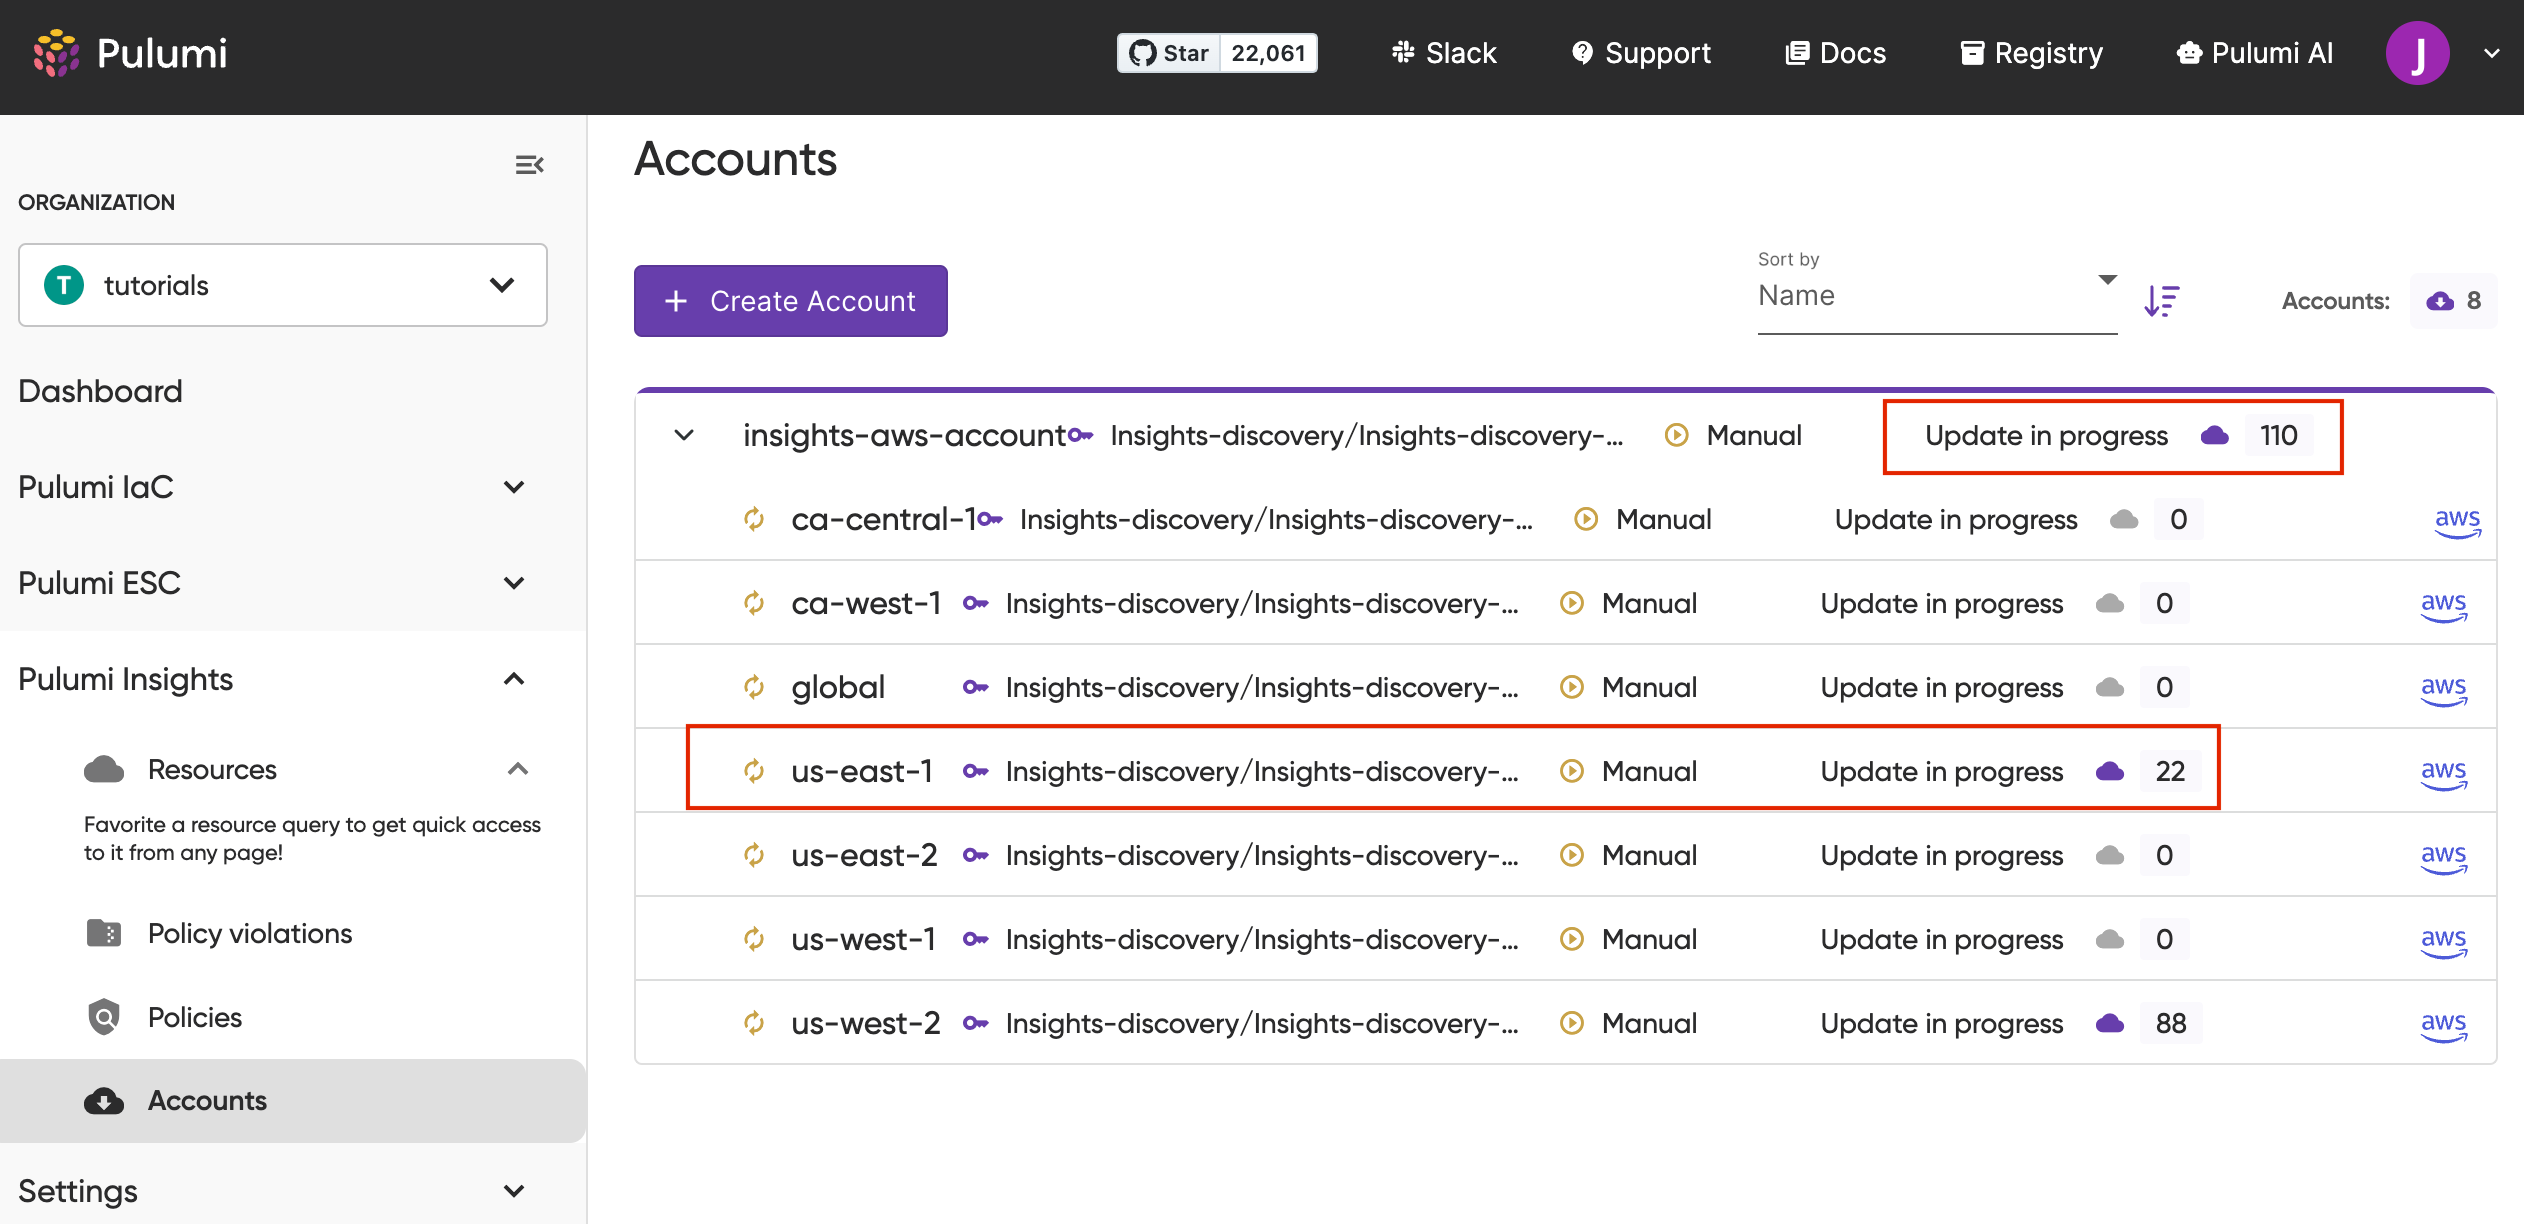 Pulumi
Star 22,061
Slack
Support
Docs
Registry
Pulumi AI
J
ORGANIZATION
T tutorials
Dashboard
Pulumi IaC
Pulumi ESC
Pulumi Insights
Resources
Favorite a resource query to get quick access
to it from any page!
Policy violations
Policies
Accounts
Settings
Accounts
+ Create Account
Sort by
Name
Accounts: 8
insights-aws-account Insights-discovery/Insights-discovery-... Manual Update in progress 110
ca-central-1 Insights-discovery/Insights-discovery-... Manual Update in progress 0 aws
ca-west-1 Insights-discovery/Insights-discovery-... Manual Update in progress 0 aws
global Insights-discovery/Insights-discovery-... Manual Update in progress 0 aws
us-east-1 Insights-discovery/Insights-discovery-... Manual Update in progress 22 aws
us-east-2 Insights-discovery/Insights-discovery-... Manual Update in progress 0 aws
us-west-1 Insights-discovery/Insights-discovery-... Manual Update in progress 0 aws
us-west-2 Insights-discovery/Insights-discovery-... Manual Update in progress 88 aws